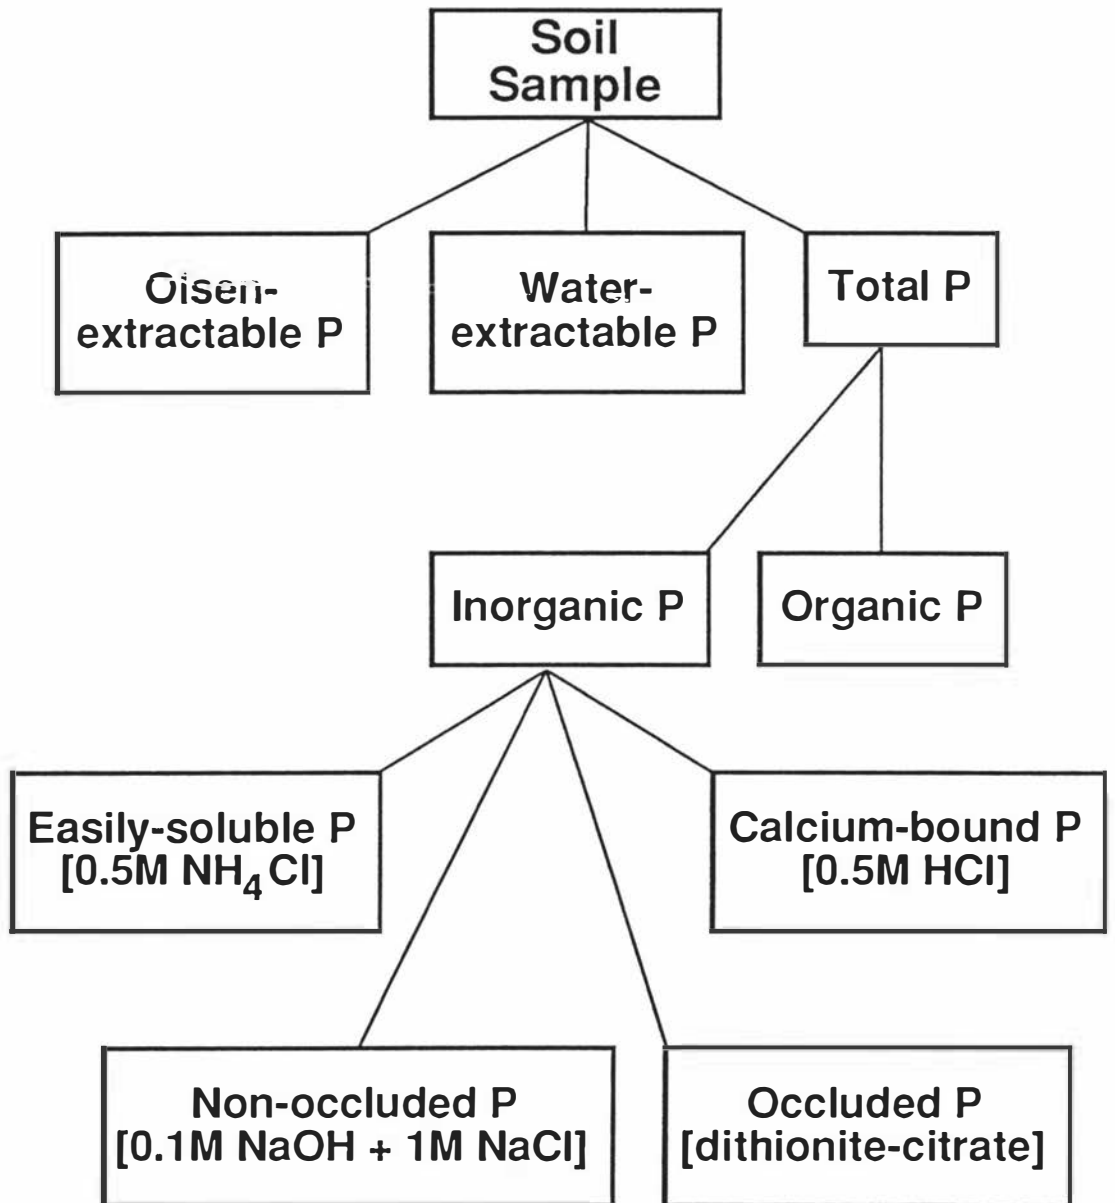 Soil
Sample
Olsen-
extractable P
Water-
extractable P
Total P
Inorganic P
Organic P
Easily-soluble P
[0.5M NH4Cl]
Calcium-bound P
[0.5M HCl]
Non-occluded P
[0.1M NaOH + 1M NaCl]
Occluded P
[dithionite-citrate]